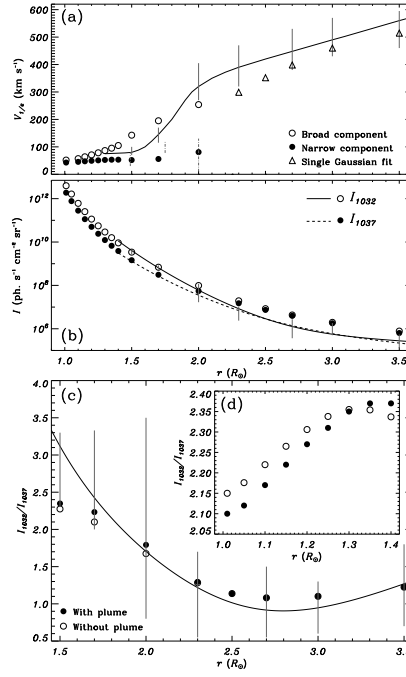 (a)
600
500
400
300
200
100
0
V1/e (km s⁻¹)
Broad component
Narrow component
Single Gaussian fit
10¹²
10¹⁰
10⁸
10⁶
I (ph. s⁻¹ cm⁻² sr⁻¹)
I1032
I1037
(b)
1.0 1.5 2.0 2.5 3.0 3.5
r (R⊙)
(c)
4.0
3.5
3.0
2.5
2.0
1.5
1.0
0.5
I1032/I1037
With plume
Without plume
1.5 2.0 2.5 3.0 3.5
r (R⊙)
(d)
2.40
2.35
2.30
2.25
2.20
2.15
2.10
2.05
I1032/I1037
1.0 1.1 1.2 1.3 1.4
r (R⊙)